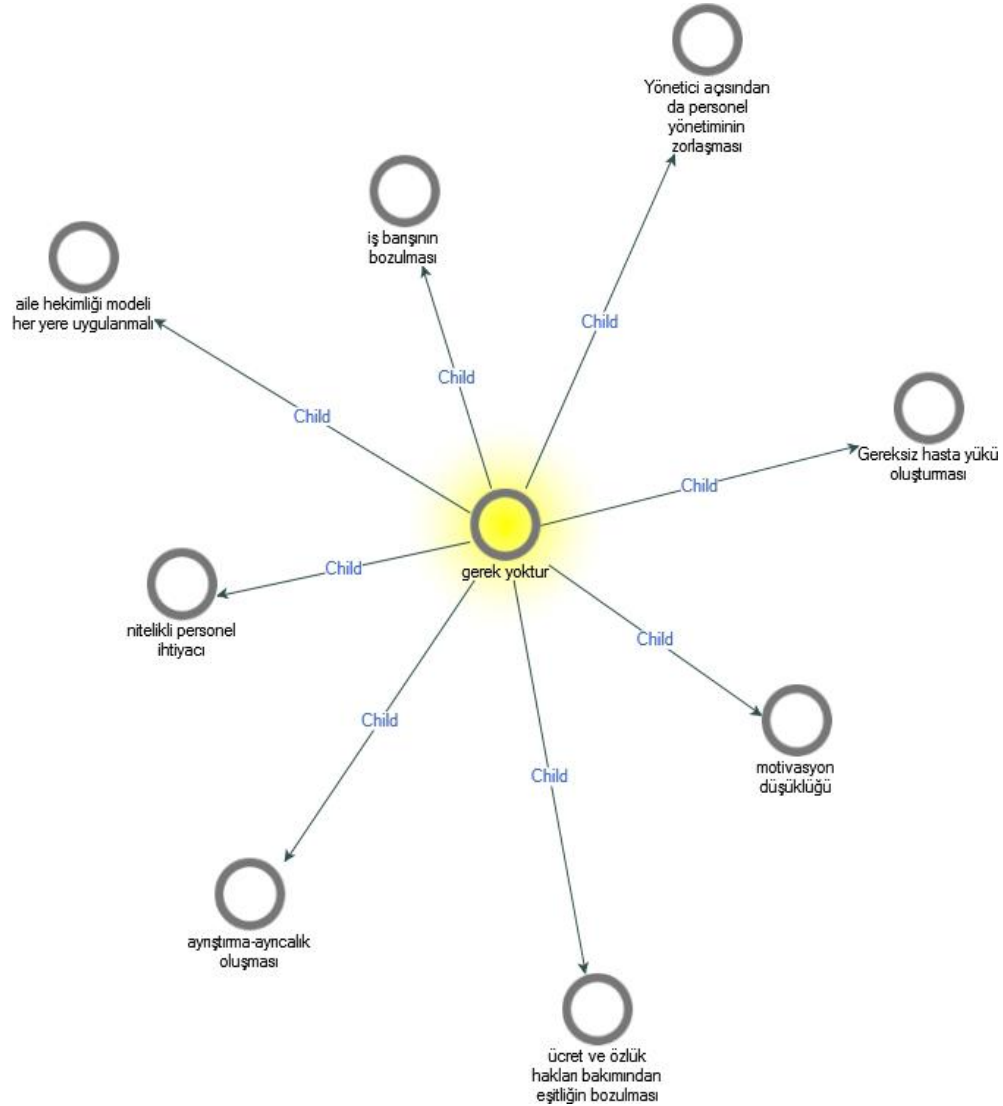 Yönetici açısından
da personel
yönetiminin
zorlaşması
iş barışının
bozulması
aile hekimliği modeli
her yere uygulanmalı
Child
Child
Child
Gereksiz hasta yükü
oluşturması
Child
gerek yoktur
Child
nitelikli personel
ihtiyacı
Child
motivasyon
düşüklüğü
Child
Child
ayrıştırma-ayrıcalık
oluşması
ücret ve özlük
hakları bakımından
eşitliğin bozulması